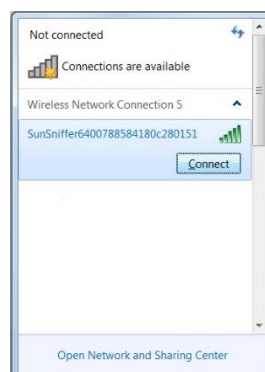 Not connected
Connections are available
Wireless Network Connection 5
SunSniffer6400788584180c280151
Connect
Open Network and Sharing Center